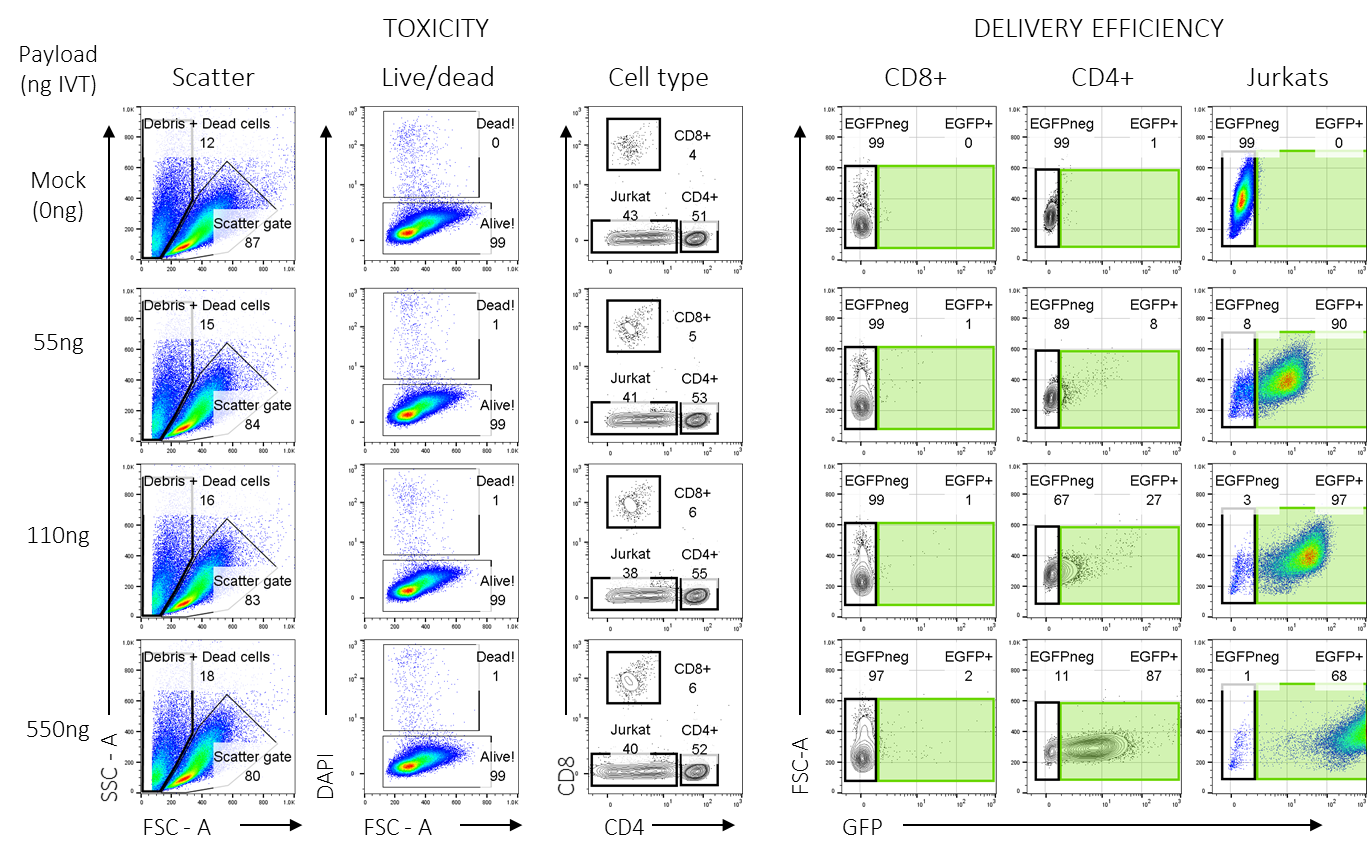 TOXICITY
DELIVERY EFFICIENCY
Payload
(ng IVT)
Scatter
Live/dead
Cell type
CD8+
CD4+
Jurkats
Mock
(0ng)
Debris + Dead cells
12
Scatter gate
87
Dead!
0
Alive!
99
CD8+
4
Jurkat
43
CD4+
51
EGFPneg
99
EGFP+
0
EGFPneg
99
EGFP+
1
EGFPneg
99
EGFP+
0
55ng
Debris + Dead cells
15
Scatter gate
84
Dead!
1
Alive!
99
CD8+
5
Jurkat
41
CD4+
53
EGFPneg
99
EGFP+
1
EGFPneg
89
EGFP+
8
EGFPneg
8
EGFP+
90
110ng
Debris + Dead cells
16
Scatter gate
83
Dead!
1
Alive!
99
CD8+
6
Jurkat
38
CD4+
55
EGFPneg
99
EGFP+
1
EGFPneg
67
EGFP+
27
EGFPneg
3
EGFP+
97
550ng
Debris + Dead cells
18
Scatter gate
80
Dead!
1
Alive!
99
CD8+
6
Jurkat
40
CD4+
52
EGFPneg
97
EGFP+
2
EGFPneg
11
EGFP+
87
EGFPneg
1
EGFP+
68
SSC - A
DAPI
CD8
FSC-A
FSC - A
FSC - A
CD4
GFP